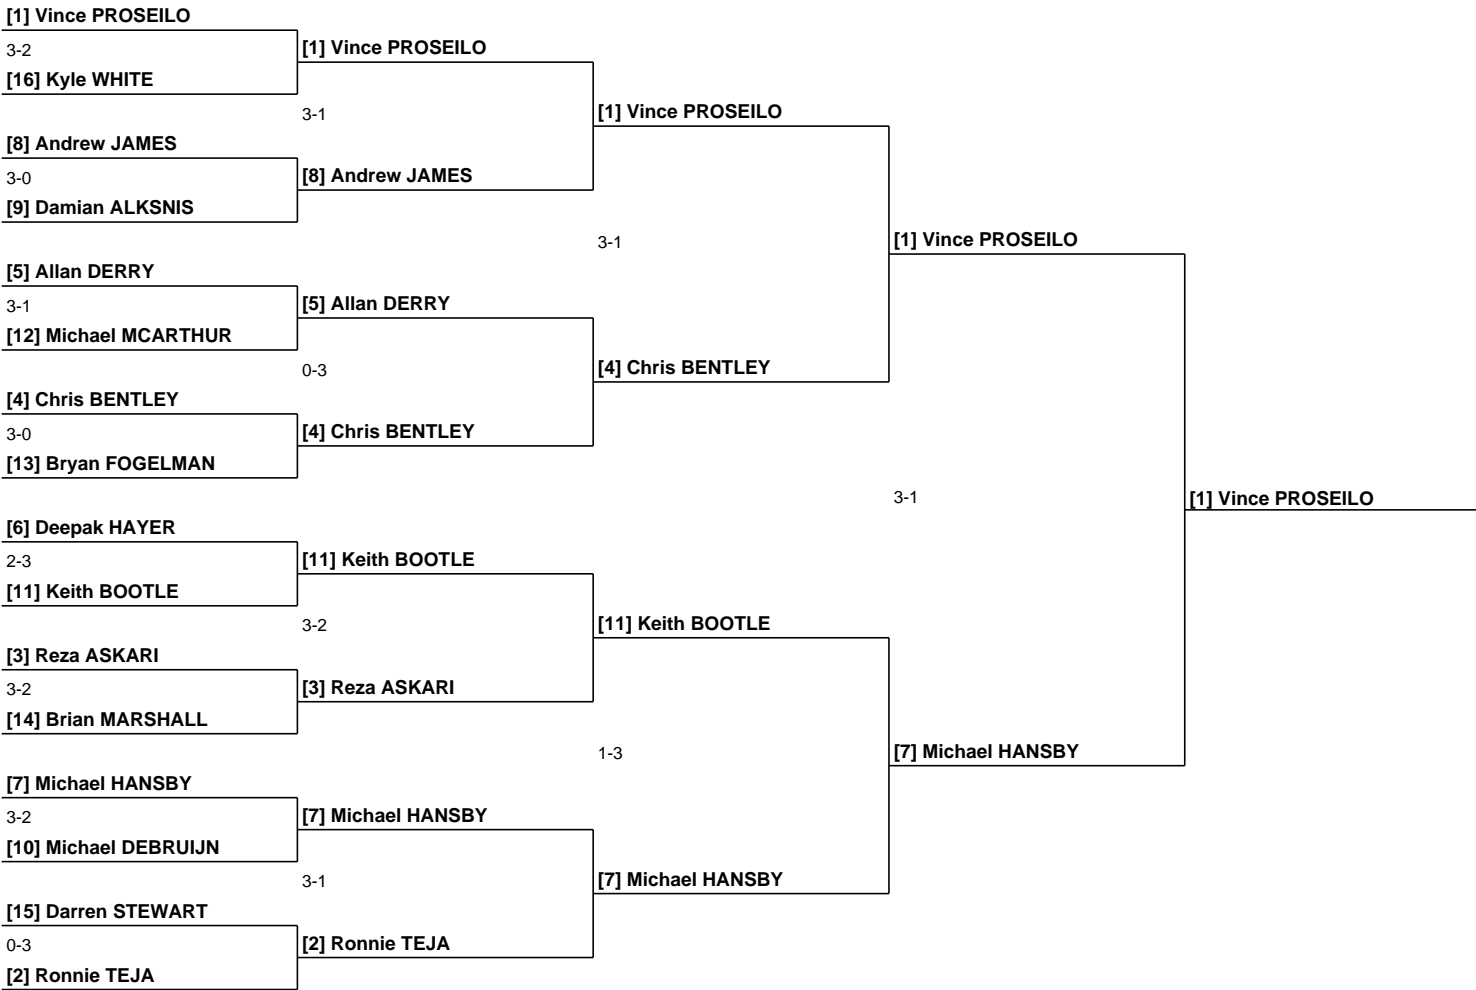 [1] Vince PROSEILO
3-2
[16] Kyle WHITE
[8] Andrew JAMES
3-0
[9] Damian ALKSNIS
[5] Allan DERRY
3-1
[12] Michael MCARTHUR
[4] Chris BENTLEY
3-0
[13] Bryan FOGELMAN
[6] Deepak HAYER
2-3
[11] Keith BOOTLE
[3] Reza ASKARI
3-2
[14] Brian MARSHALL
[7] Michael HANSBY
3-2
[10] Michael DEBRUIJN
[15] Darren STEWART
0-3
[2] Ronnie TEJA
[1] Vince PROSEILO
3-1
[8] Andrew JAMES
[5] Allan DERRY
0-3
[4] Chris BENTLEY
[11] Keith BOOTLE
3-2
[3] Reza ASKARI
[7] Michael HANSBY
3-1
[2] Ronnie TEJA
[1] Vince PROSEILO
3-1
[4] Chris BENTLEY
[11] Keith BOOTLE
1-3
[7] Michael HANSBY
[1] Vince PROSEILO
3-1
[7] Michael HANSBY
[1] Vince PROSEILO